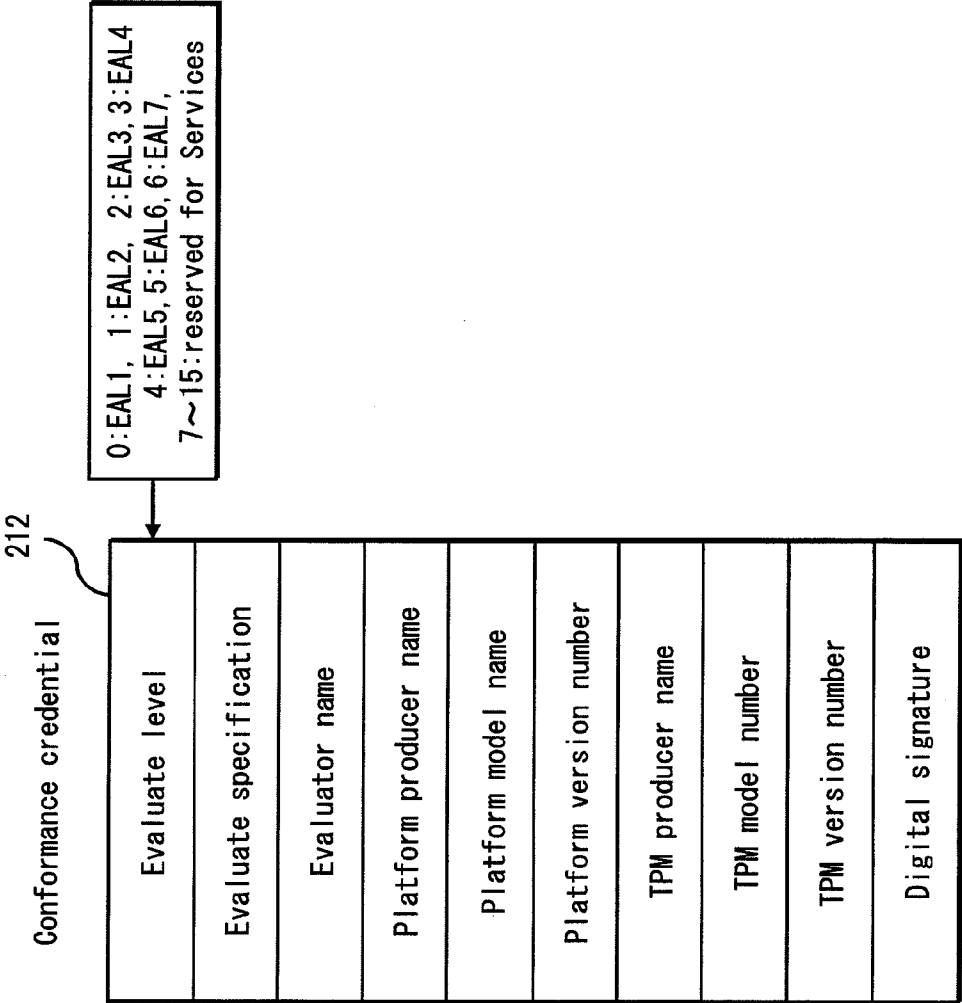 212
Conformance credential
Evaluate level
Evaluate specification
Evaluator name
Platform producer name
Platform model name
Platform version number
TPM producer name
TPM model number
TPM version number
Digital signature
0:EAL1, 1:EAL2, 2:EAL3, 3:EAL4
4:EAL5, 5:EAL6, 6:EAL7,
7~15:reserved for Services